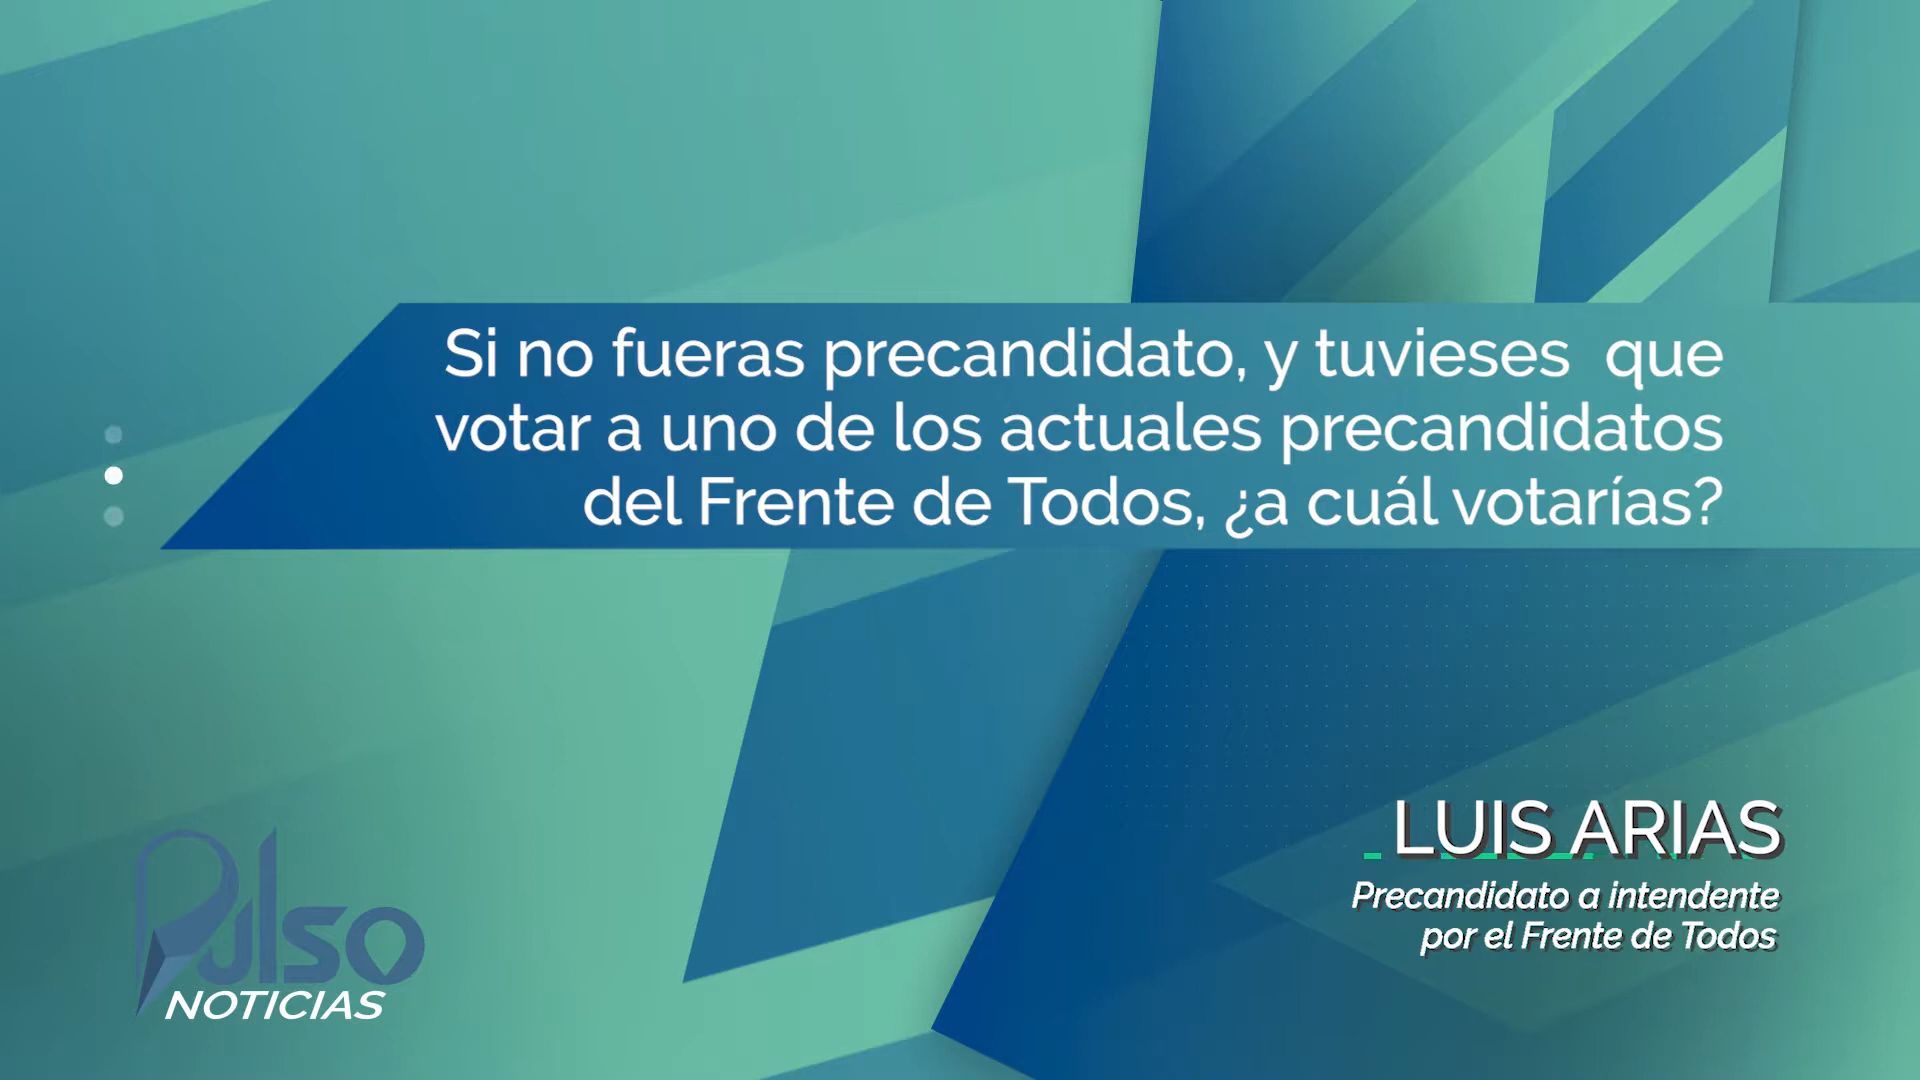 Si no fueras precandidato, y tuvieses que
votar a uno de los actuales precandidatos
del Frente de Todos, ¿a cuál votarías?
LUIS ARIAS
Precandidato a intendente
por el Frente de Todos
Pulso
NOTICIAS